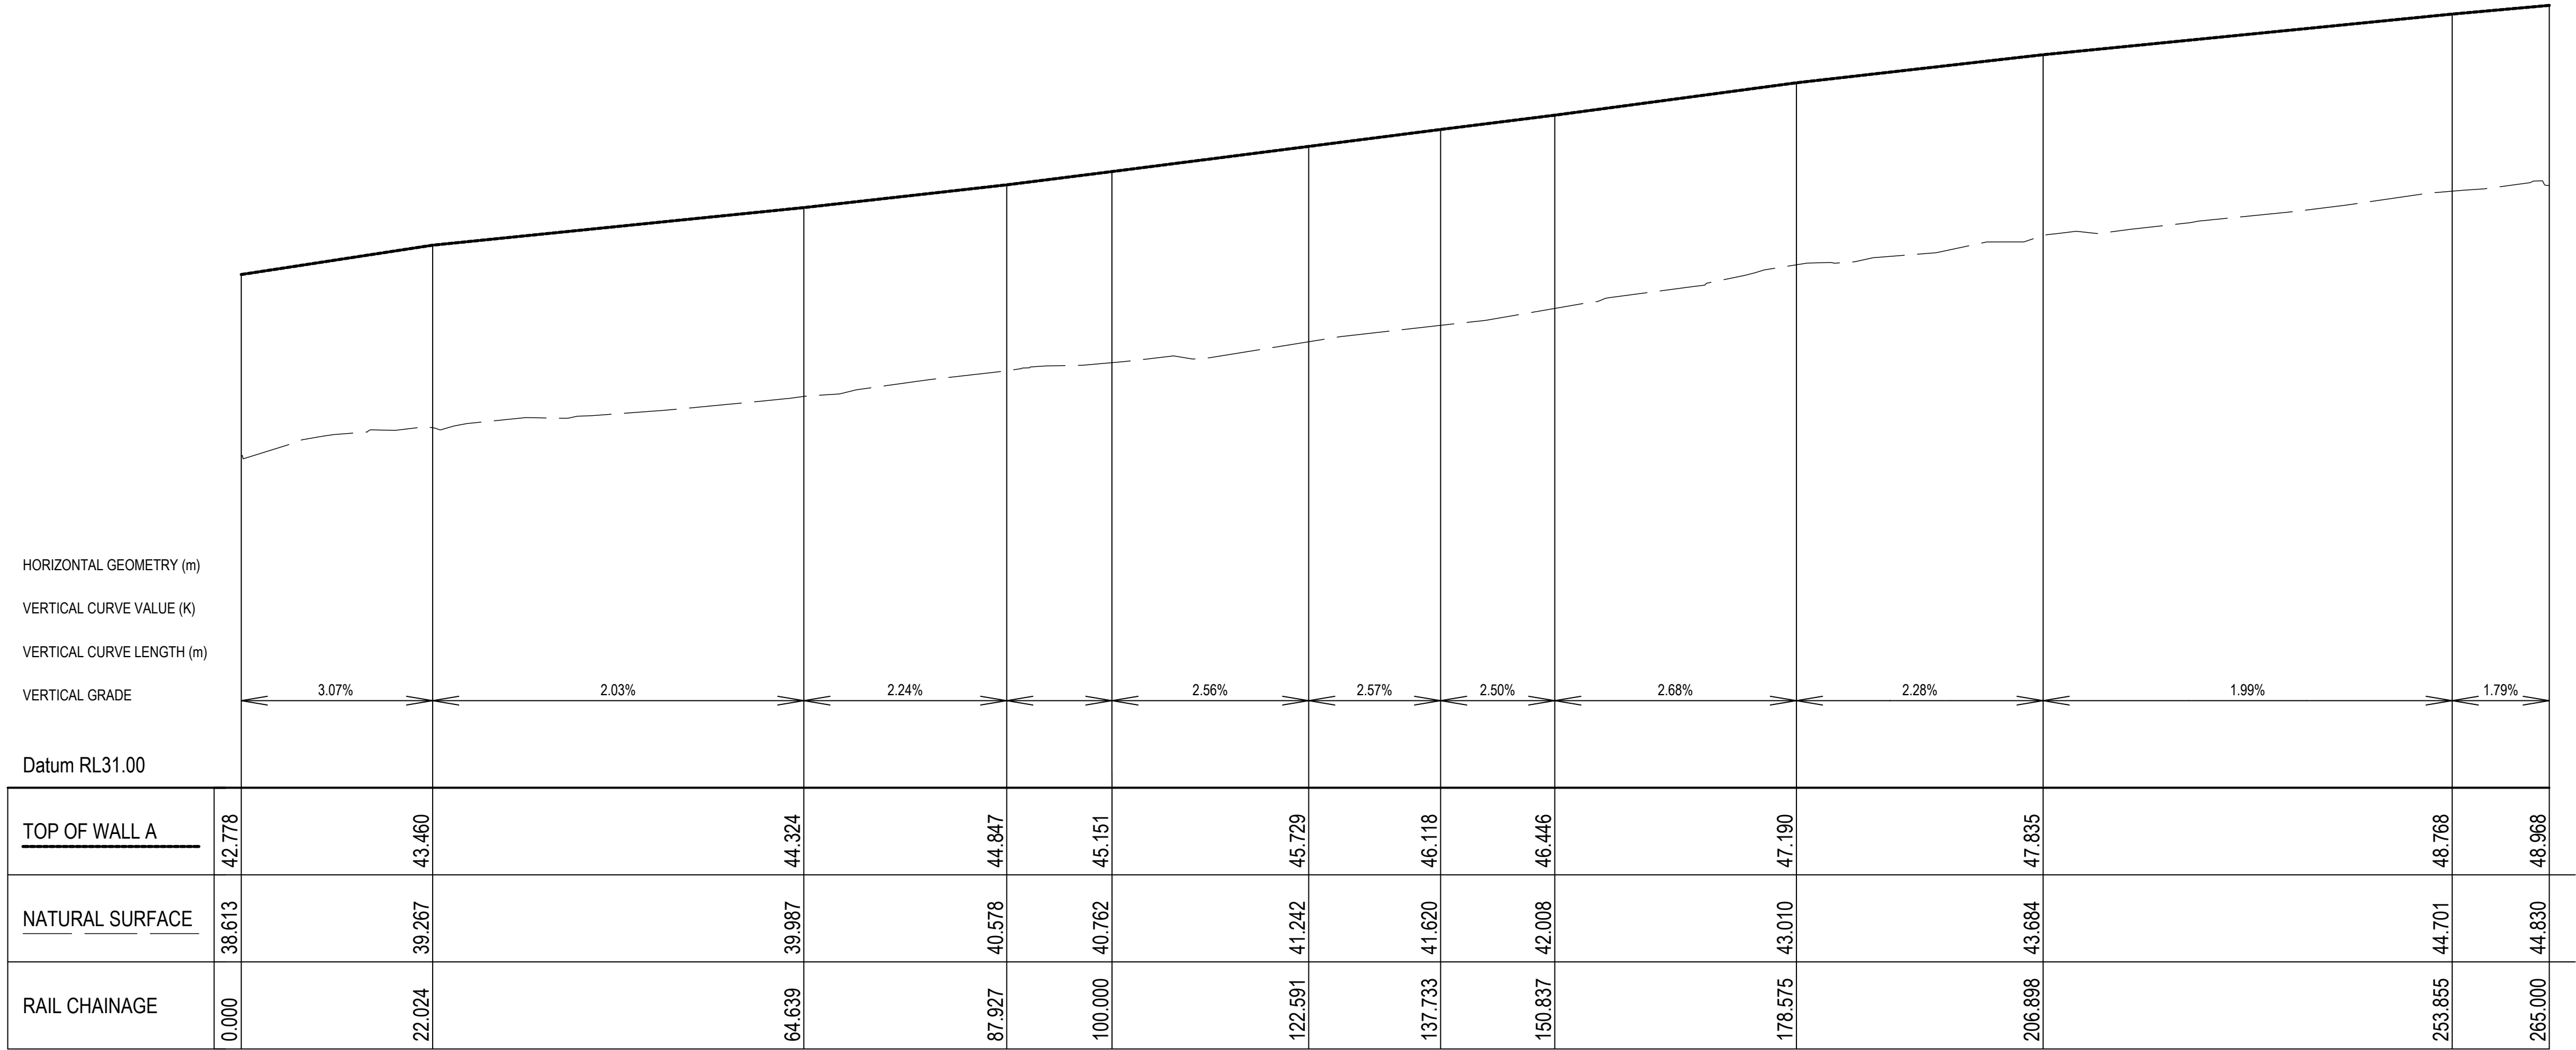 HORIZONTAL GEOMETRY (m)
VERTICAL CURVE VALUE (K)
VERTICAL CURVE LENGTH (m)
VERTICAL GRADE 3.07% 2.03% 2.24% 2.56% 2.57% 2.50% 2.68% 2.28% 1.99% 1.79%
Datum RL31.00
TOP OF WALL A 42.778 43.460 44.324 44.847 45.151 45.729 46.118 46.446 47.190 47.835 48.768 48.968
NATURAL SURFACE 38.613 39.267 39.987 40.578 40.762 41.242 41.620 42.008 43.010 43.684 44.701 44.830
RAIL CHAINAGE 0.000 22.024 64.639 87.927 100.000 122.591 137.733 150.837 178.575 206.898 253.855 265.000